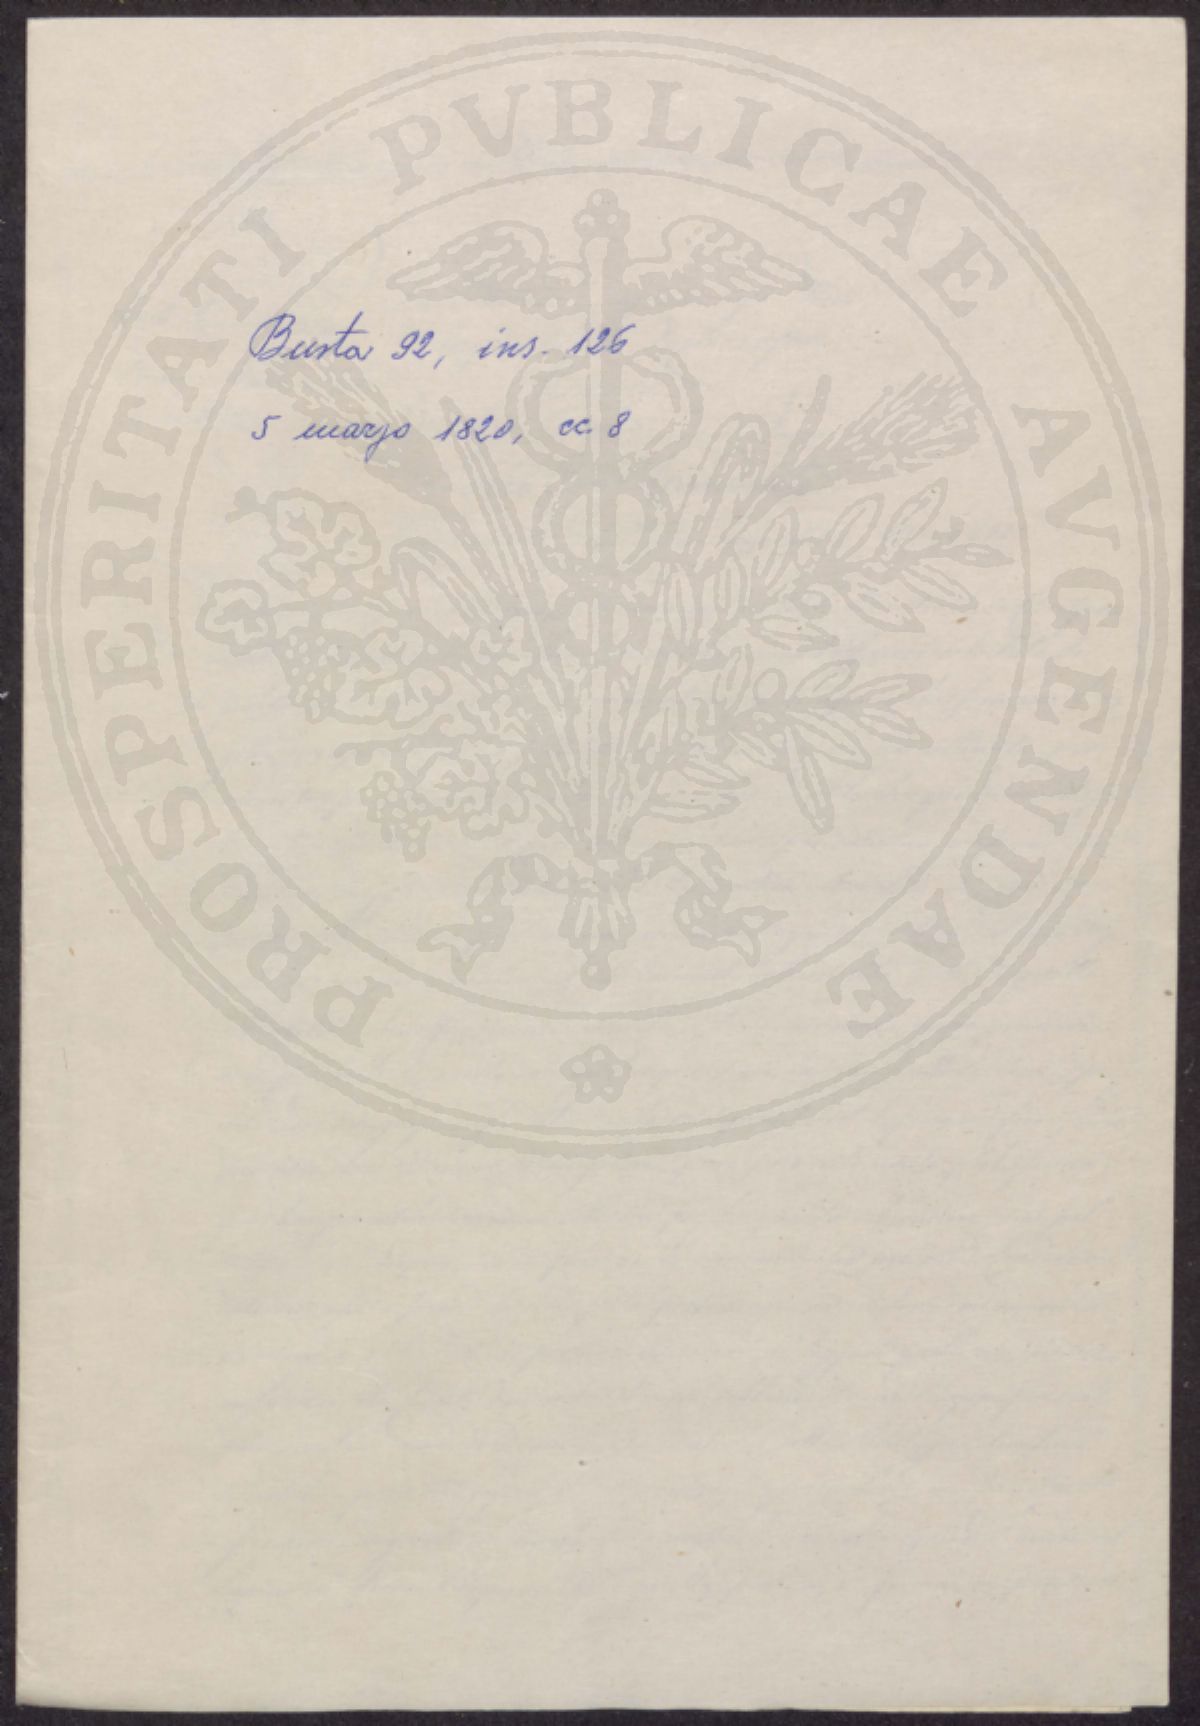 PROSPERITATI PVBLICAE AVGENDAE
Busta 92, ins. 126
5 marzo 1820, cc. 8